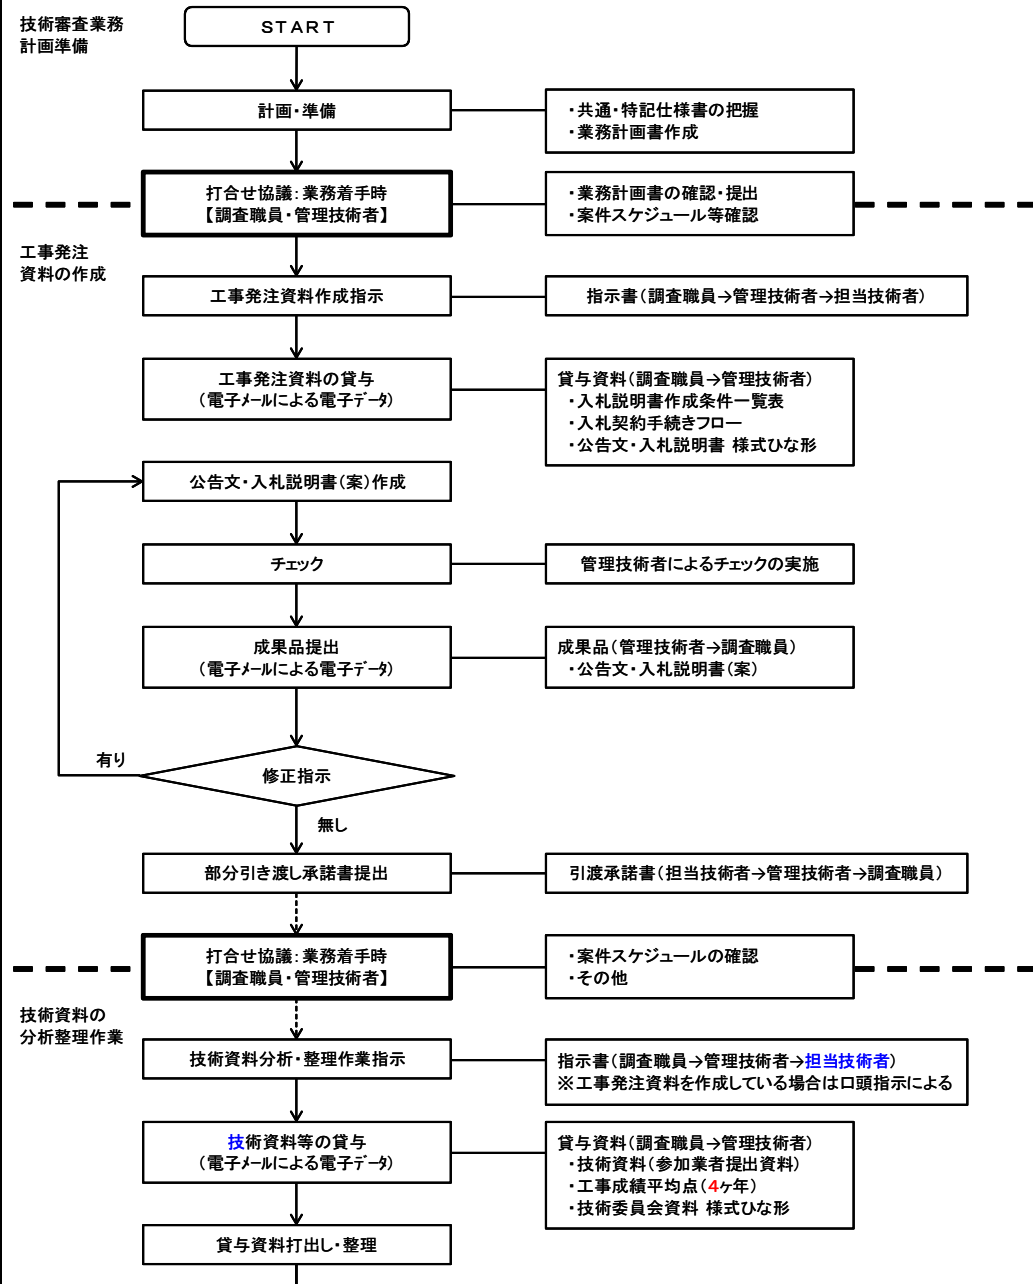 技術審査業務
計画準備
START
計画・準備
・共通・特記仕様書の把握
・業務計画書作成
打合せ協議:業務着手時
【調査職員・管理技術者】
・業務計画書の確認・提出
・案件スケジュール等確認
工事発注
資料の作成
工事発注資料作成指示
指示書(調査職員→管理技術者→担当技術者)
工事発注資料の貸与
(電子メールによる電子データ)
貸与資料(調査職員→管理技術者)
・入札説明書作成条件一覧表
・入札契約手続きフロー
・公告文・入札説明書 様式ひな形
公告文・入札説明書(案)作成
チェック
管理技術者によるチェックの実施
成果品提出
(電子メールによる電子データ)
成果品(管理技術者→調査職員)
・公告文・入札説明書(案)
有り
修正指示
無し
部分引き渡し承諾書提出
引渡承諾書(担当技術者→管理技術者→調査職員)
打合せ協議:業務着手時
【調査職員・管理技術者】
・案件スケジュールの確認
・その他
技術資料の
分析整理作業
技術資料分析・整理作業指示
指示書(調査職員→管理技術者→担当技術者)
※工事発注資料を作成している場合は口頭指示による
技術資料等の貸与
(電子メールによる電子データ)
貸与資料(調査職員→管理技術者)
・技術資料(参加業者提出資料)
・工事成績平均点(4ヶ年)
・技術委員会資料 様式ひな形
貸与資料打出し・整理